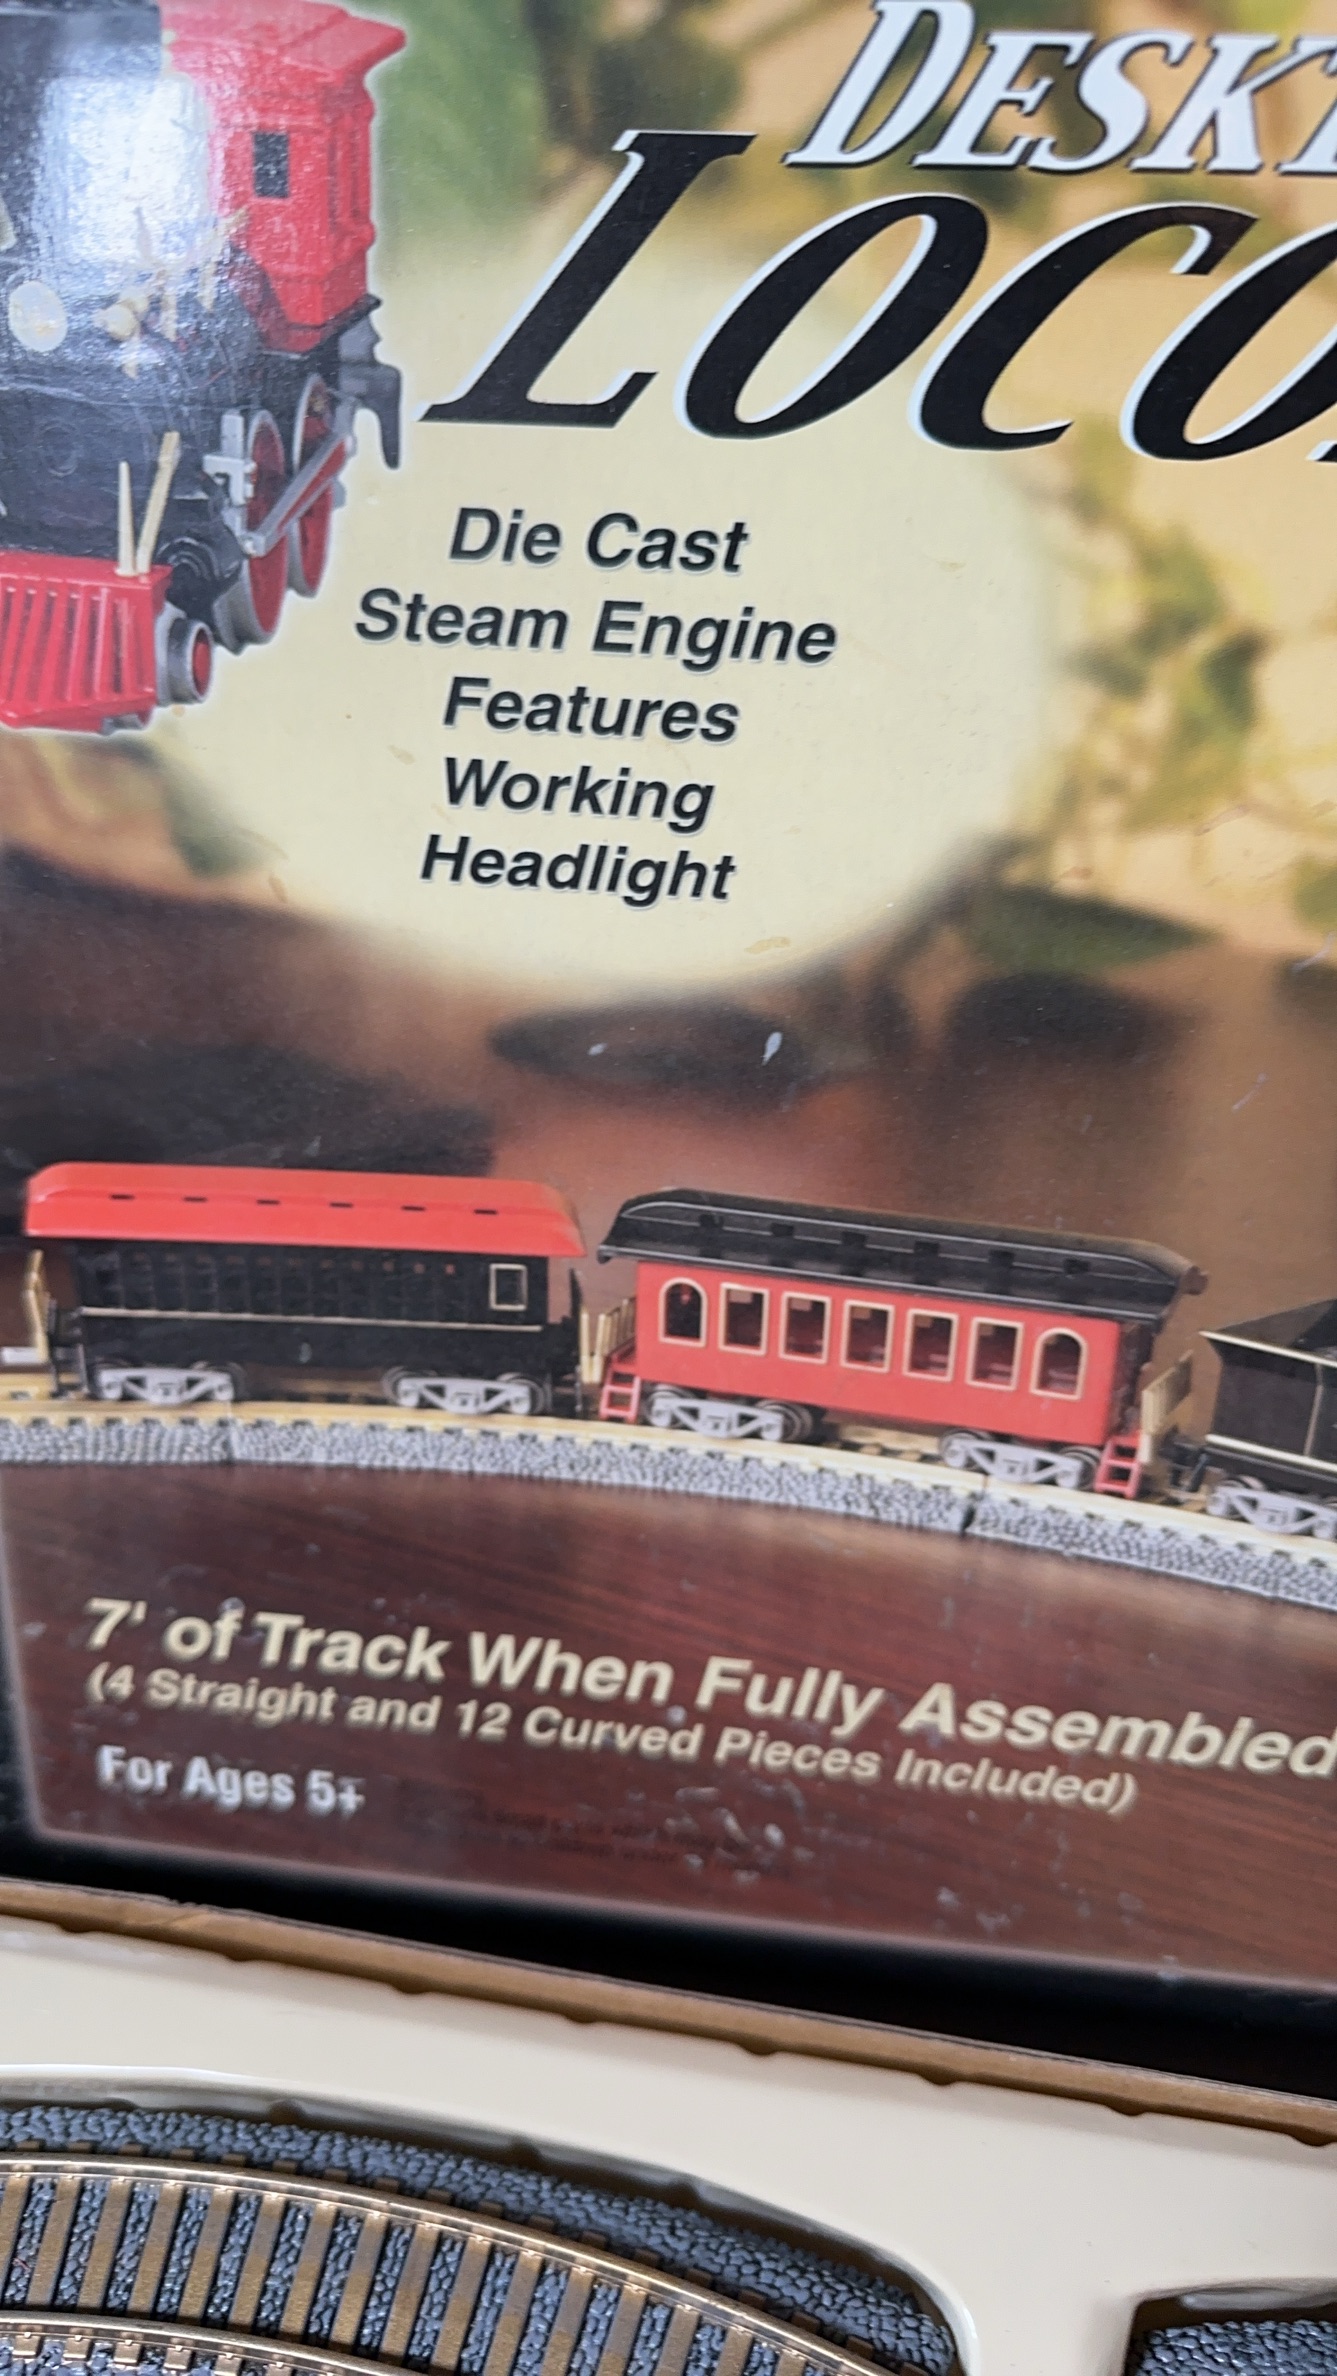 DESKT
LOCO
Die Cast
Steam Engine
Features
Working
Headlight
7' of Track When Fully Assembled
(4 Straight and 12 Curved Pieces Included)
For Ages 5+